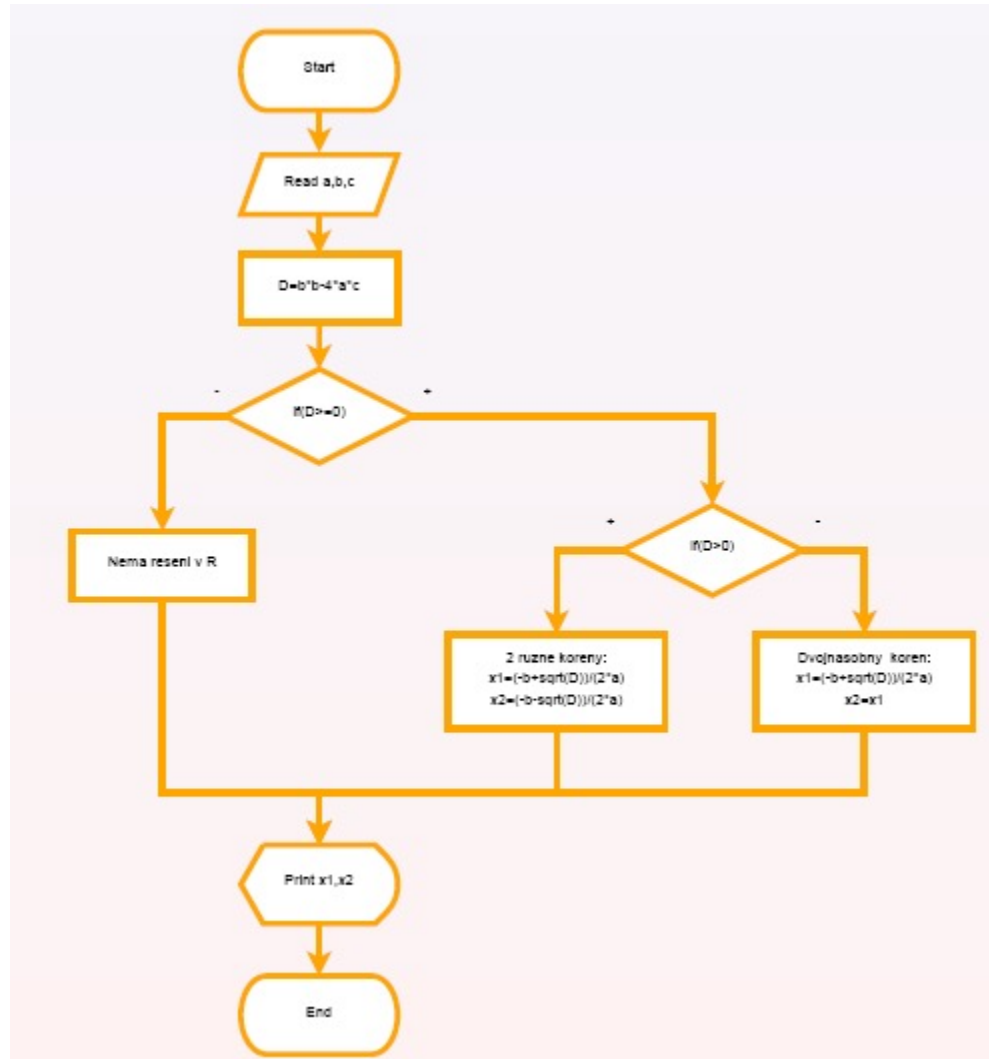 Start
Read a,b,c
D=b*b-4*a*c
-
+
If(D>=0)
Nema reseni v R
+
-
If(D>0)
2 ruzne koreny:
x1=(-b+sqrt(D))/(2*a)
x2=(-b-sqrt(D))/(2*a)
Dvojnasobny koren:
x1=(-b+sqrt(D))/(2*a)
x2=x1
Print x1,x2
End